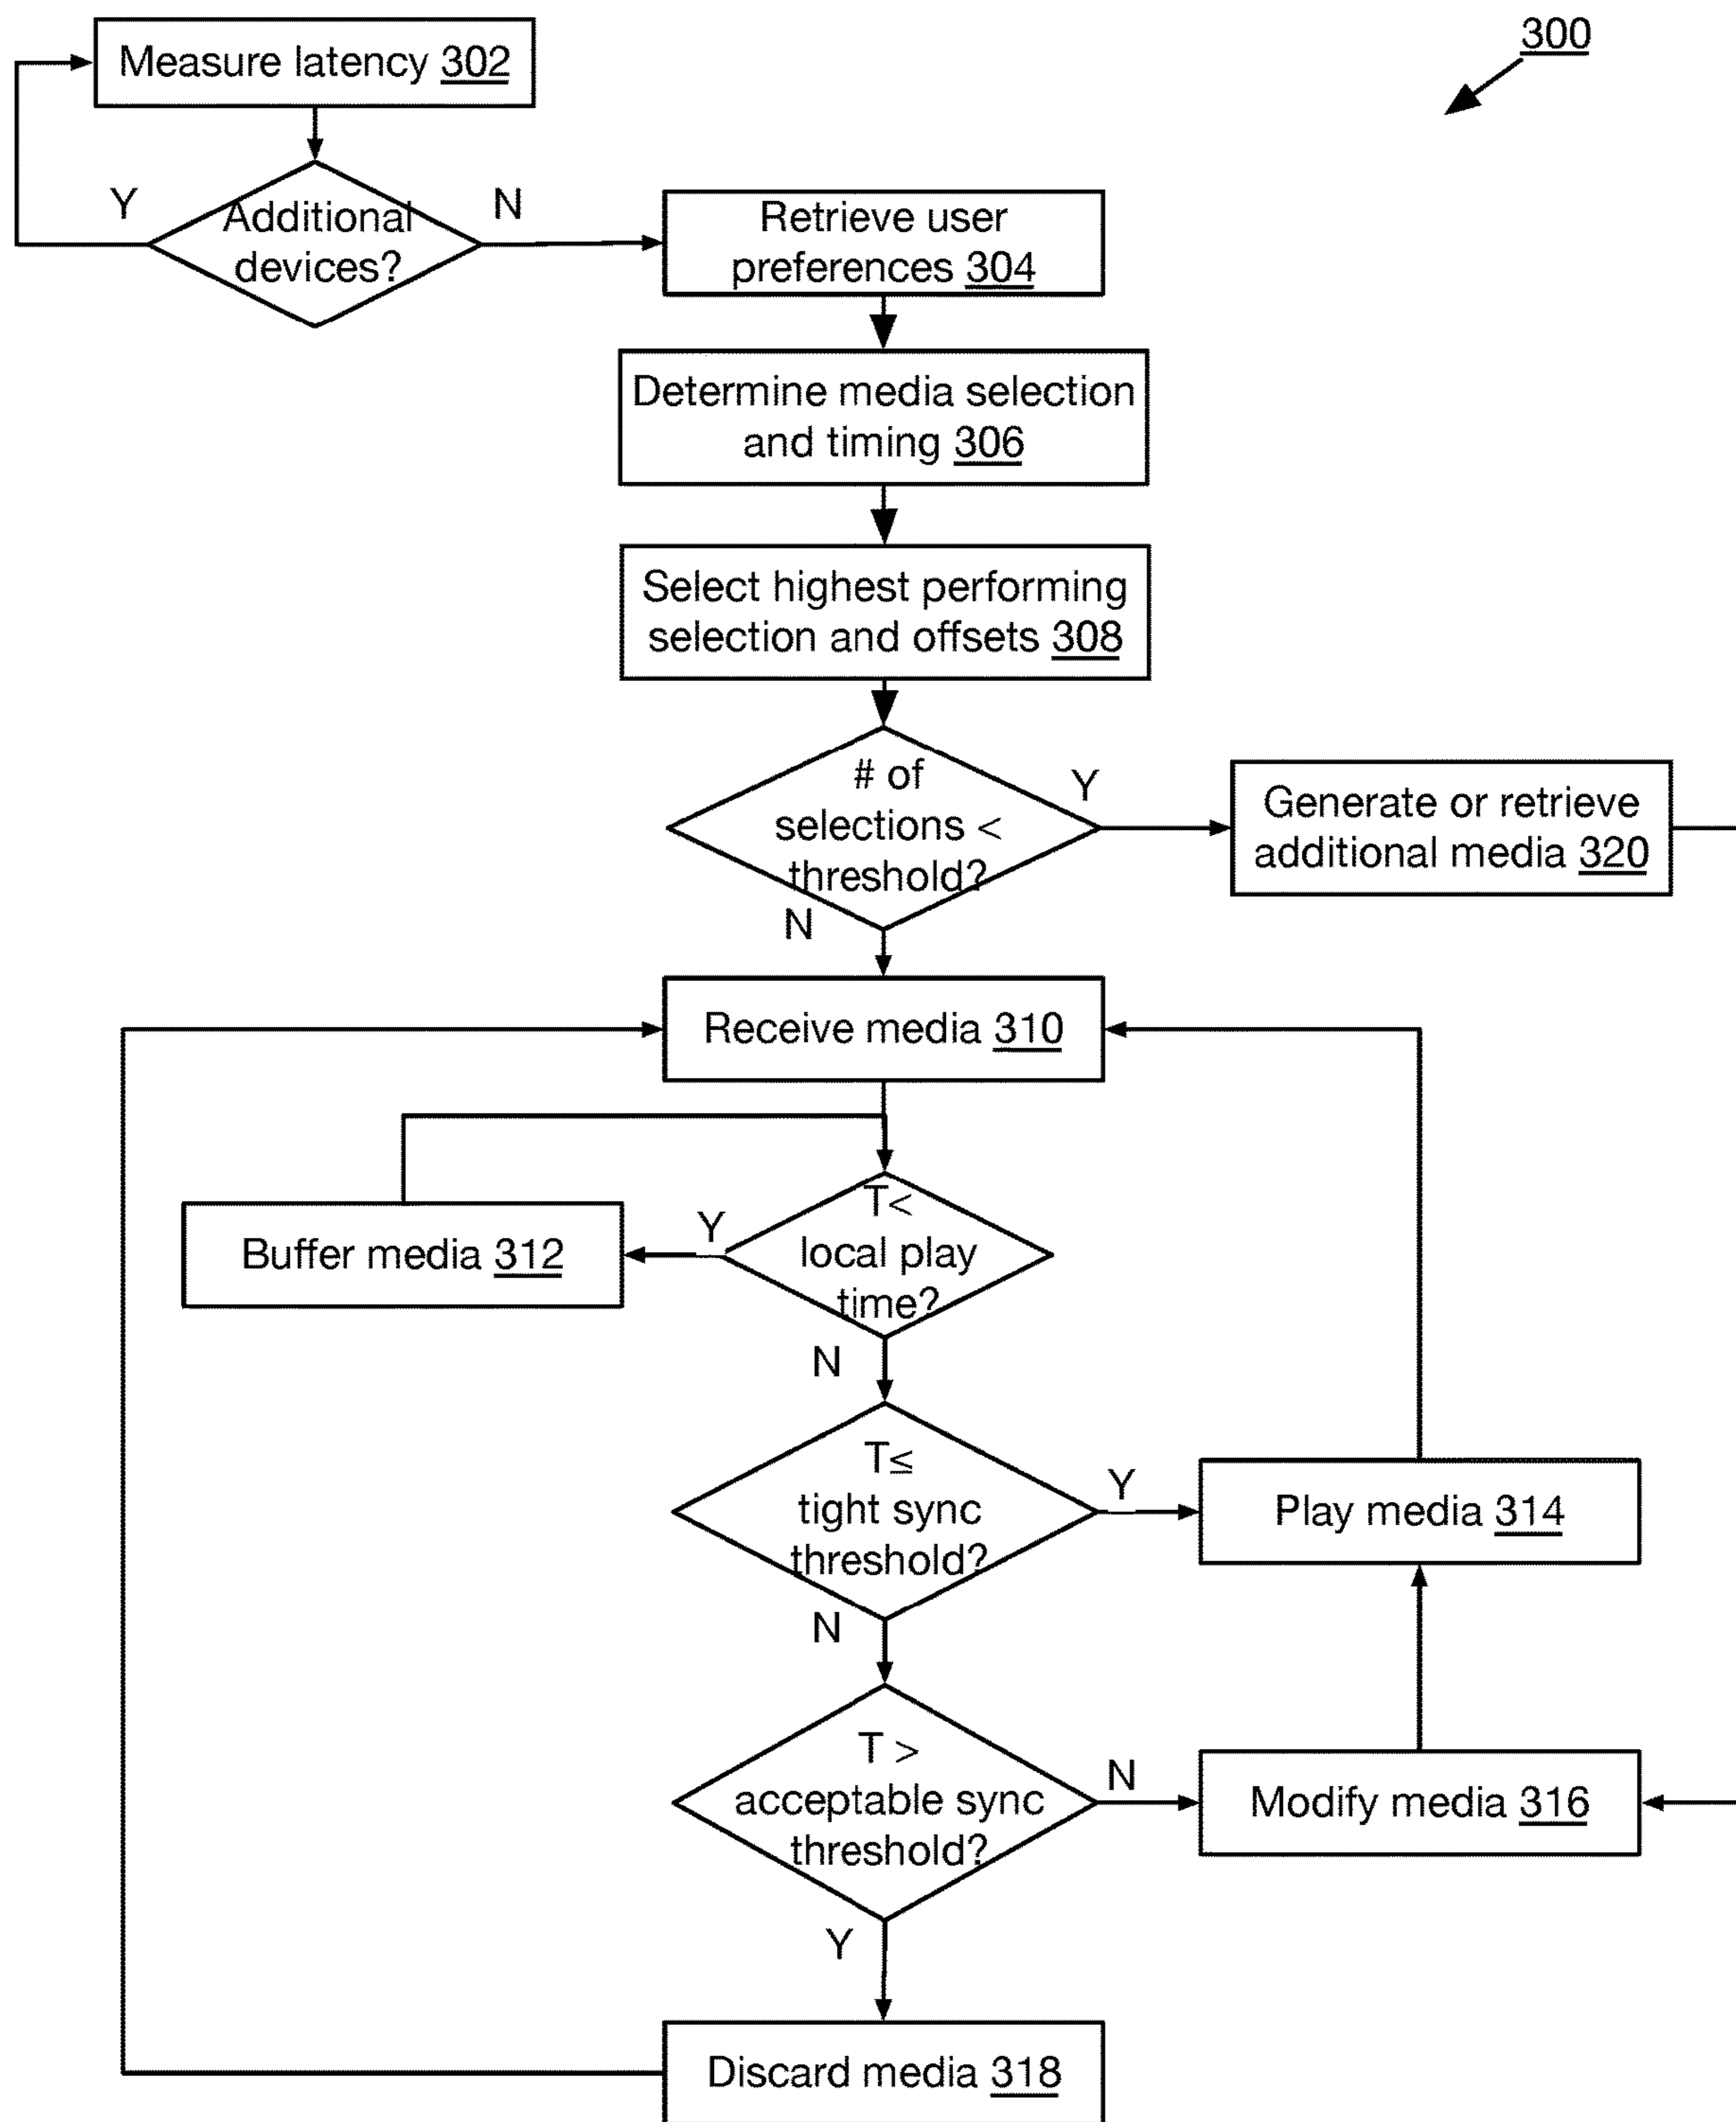 300
Measure latency 302
Additional
devices?
Y
N
Retrieve user
preferences 304
Determine media selection
and timing 306
Select highest performing
selection and offsets 308
# of
selections <
threshold?
Y
N
Generate or retrieve
additional media 320
Receive media 310
T<
local play
time?
Y
N
Buffer media 312
T≤
tight sync
threshold?
Y
N
Play media 314
T >
acceptable sync
threshold?
N
Y
Modify media 316
Discard media 318